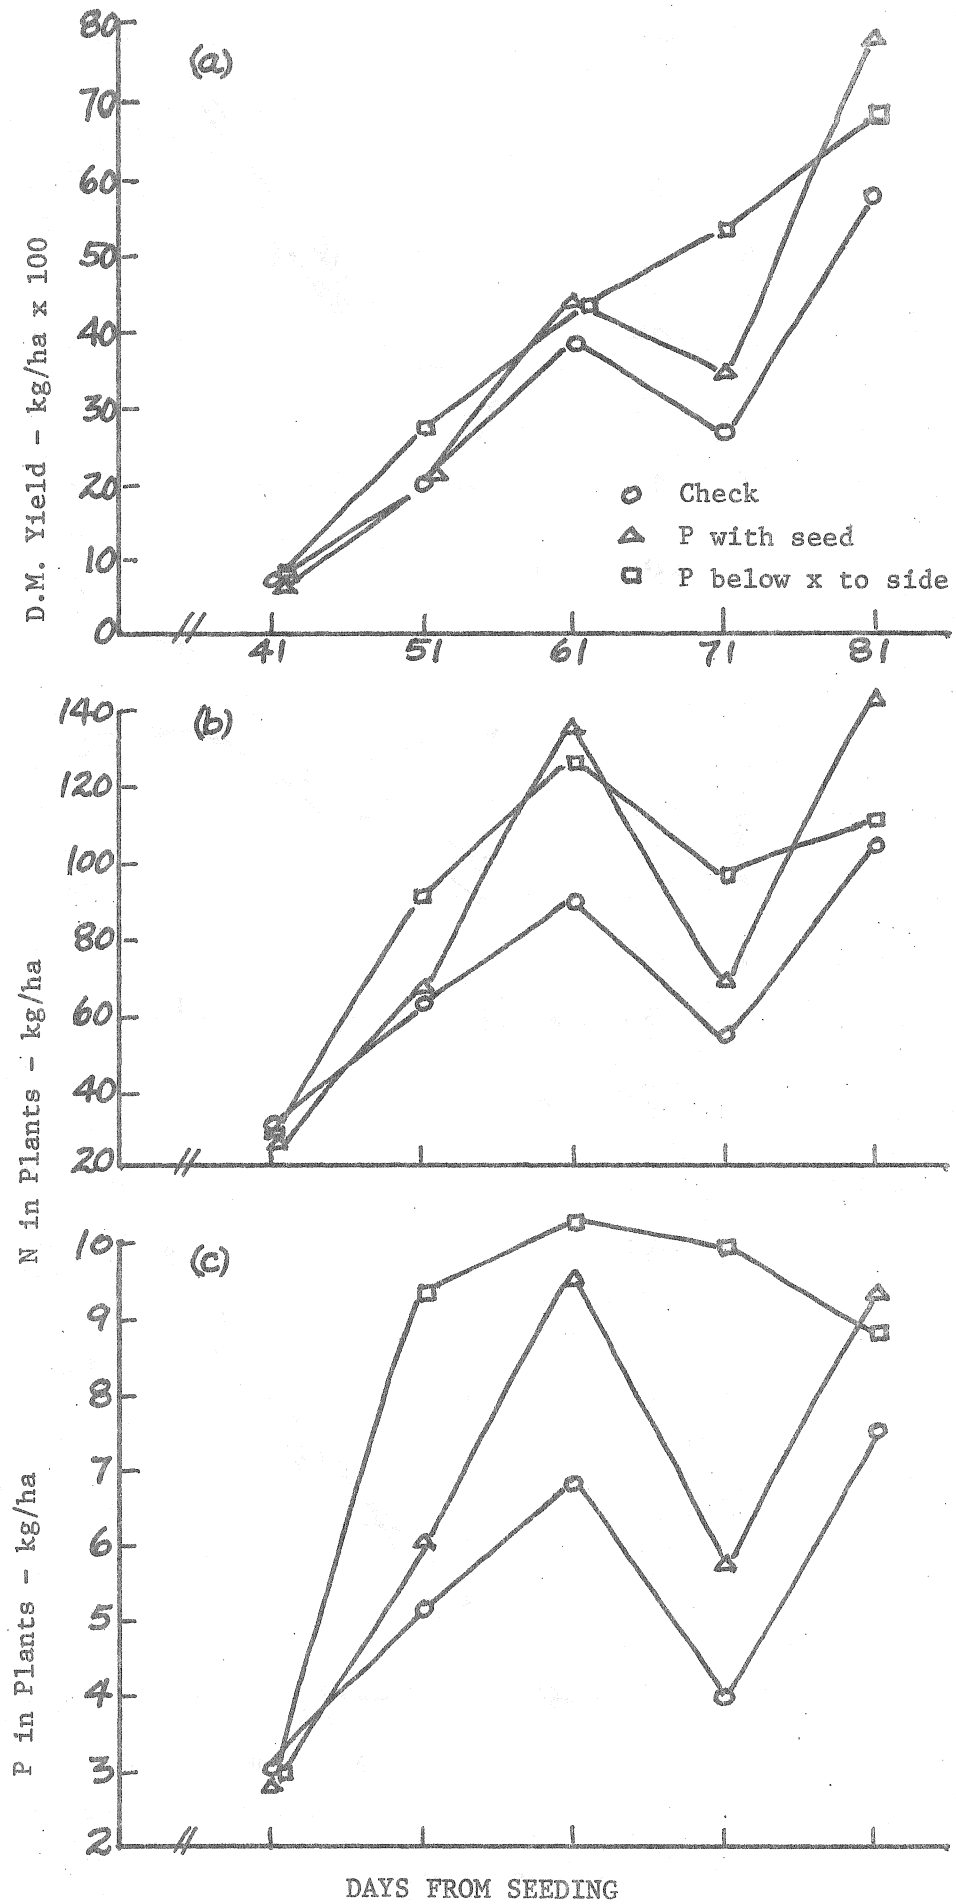 80
(a)
70
60
50
40
30
20
10
0
D.M. Yield - kg/ha x 100
Check
P with seed
P below x to side
41 51 61 71 81
140
(b)
120
100
80
60
40
20
N in Plants - kg/ha
10
(c)
9
8
7
6
5
4
3
2
P in Plants - kg/ha
DAYS FROM SEEDING